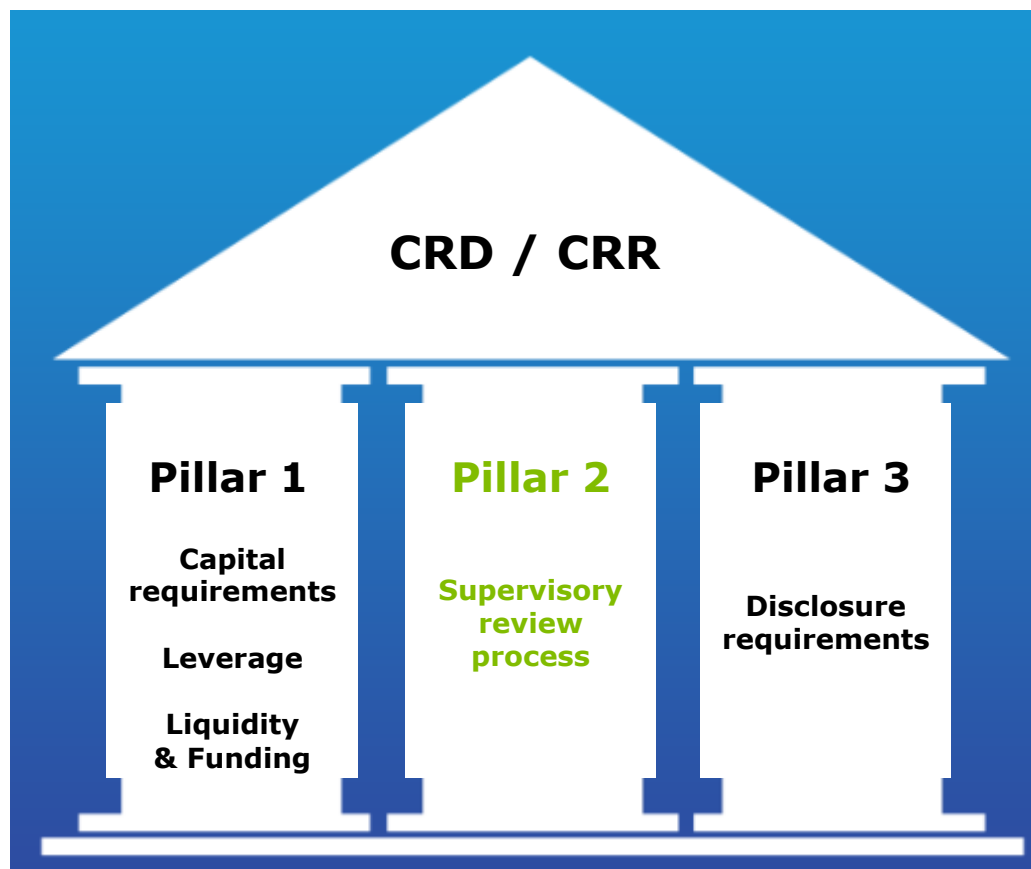 CRD / CRR
Pillar 1
Capital
requirements
Leverage
Liquidity
& Funding
Pillar 2
Supervisory
review
process
Pillar 3
Disclosure
requirements